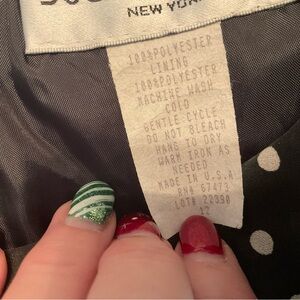 NEW YORK
100%POLYESTER
LINING
100%POLYESTER
MACHINE WASH
COLD
GENTLE CYCLE
DO NOT BLEACH
HANG TO DRY
WARM IRON AS
NEEDED
MADE IN U.S.A
RN# 67473
LOT# 22390
12